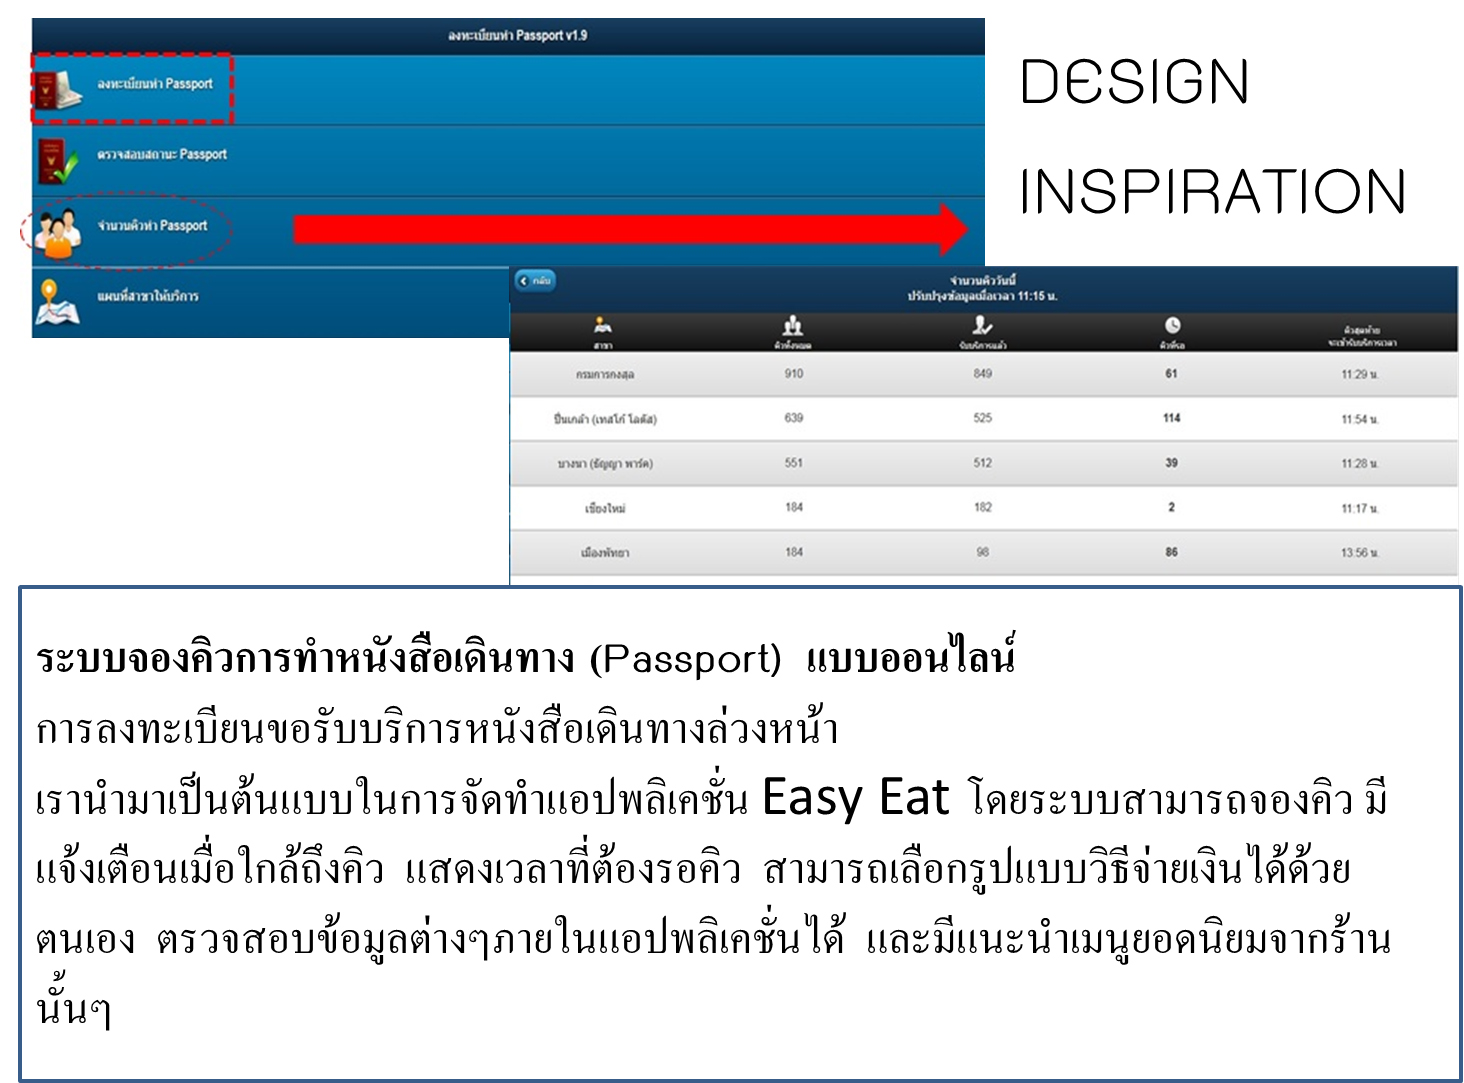 ลงทะเบียนทำ Passport v1.9
ลงทะเบียนทำ Passport
ตรวจสอบสถานะ Passport
จำนวนคิวทำ Passport
แผนที่สาขาให้บริการ
DESIGN
INSPIRATION
กลับ
จำนวนคิววันนี้
ปรับปรุงข้อมูลเมื่อเวลา 11:15 น.
สาขา คิวทั้งหมด รับบริการแล้ว คิวที่รอ คิวสุดท้าย
จะเข้ารับบริการเวลา
กรมการกงสุล 910 849 61 11:29 น.
ปิ่นเกล้า (เทสโก้ โลตัส) 639 525 114 11:54 น.
บางนา (ธัญญา พาร์ค) 551 512 39 11:28 น.
เชียงใหม่ 184 182 2 11:17 น.
เมืองพัทยา 184 98 86 13:56 น.
ระบบจองคิวการทำหนังสือเดินทาง (Passport) แบบออนไลน์
การลงทะเบียนขอรับบริการหนังสือเดินทางล่วงหน้า
เรานำมาเป็นต้นแบบในการจัดทำแอปพลิเคชั่น Easy Eat โดยระบบสามารถจองคิว มี
แจ้งเตือนเมื่อใกล้ถึงคิว แสดงเวลาที่ต้องรอคิว สามารถเลือกรูปแบบวิธีจ่ายเงินได้ด้วย
ตนเอง ตรวจสอบข้อมูลต่างๆภายในแอปพลิเคชั่นได้ และมีแนะนำเมนูยอดนิยมจากร้าน
นั้นๆ